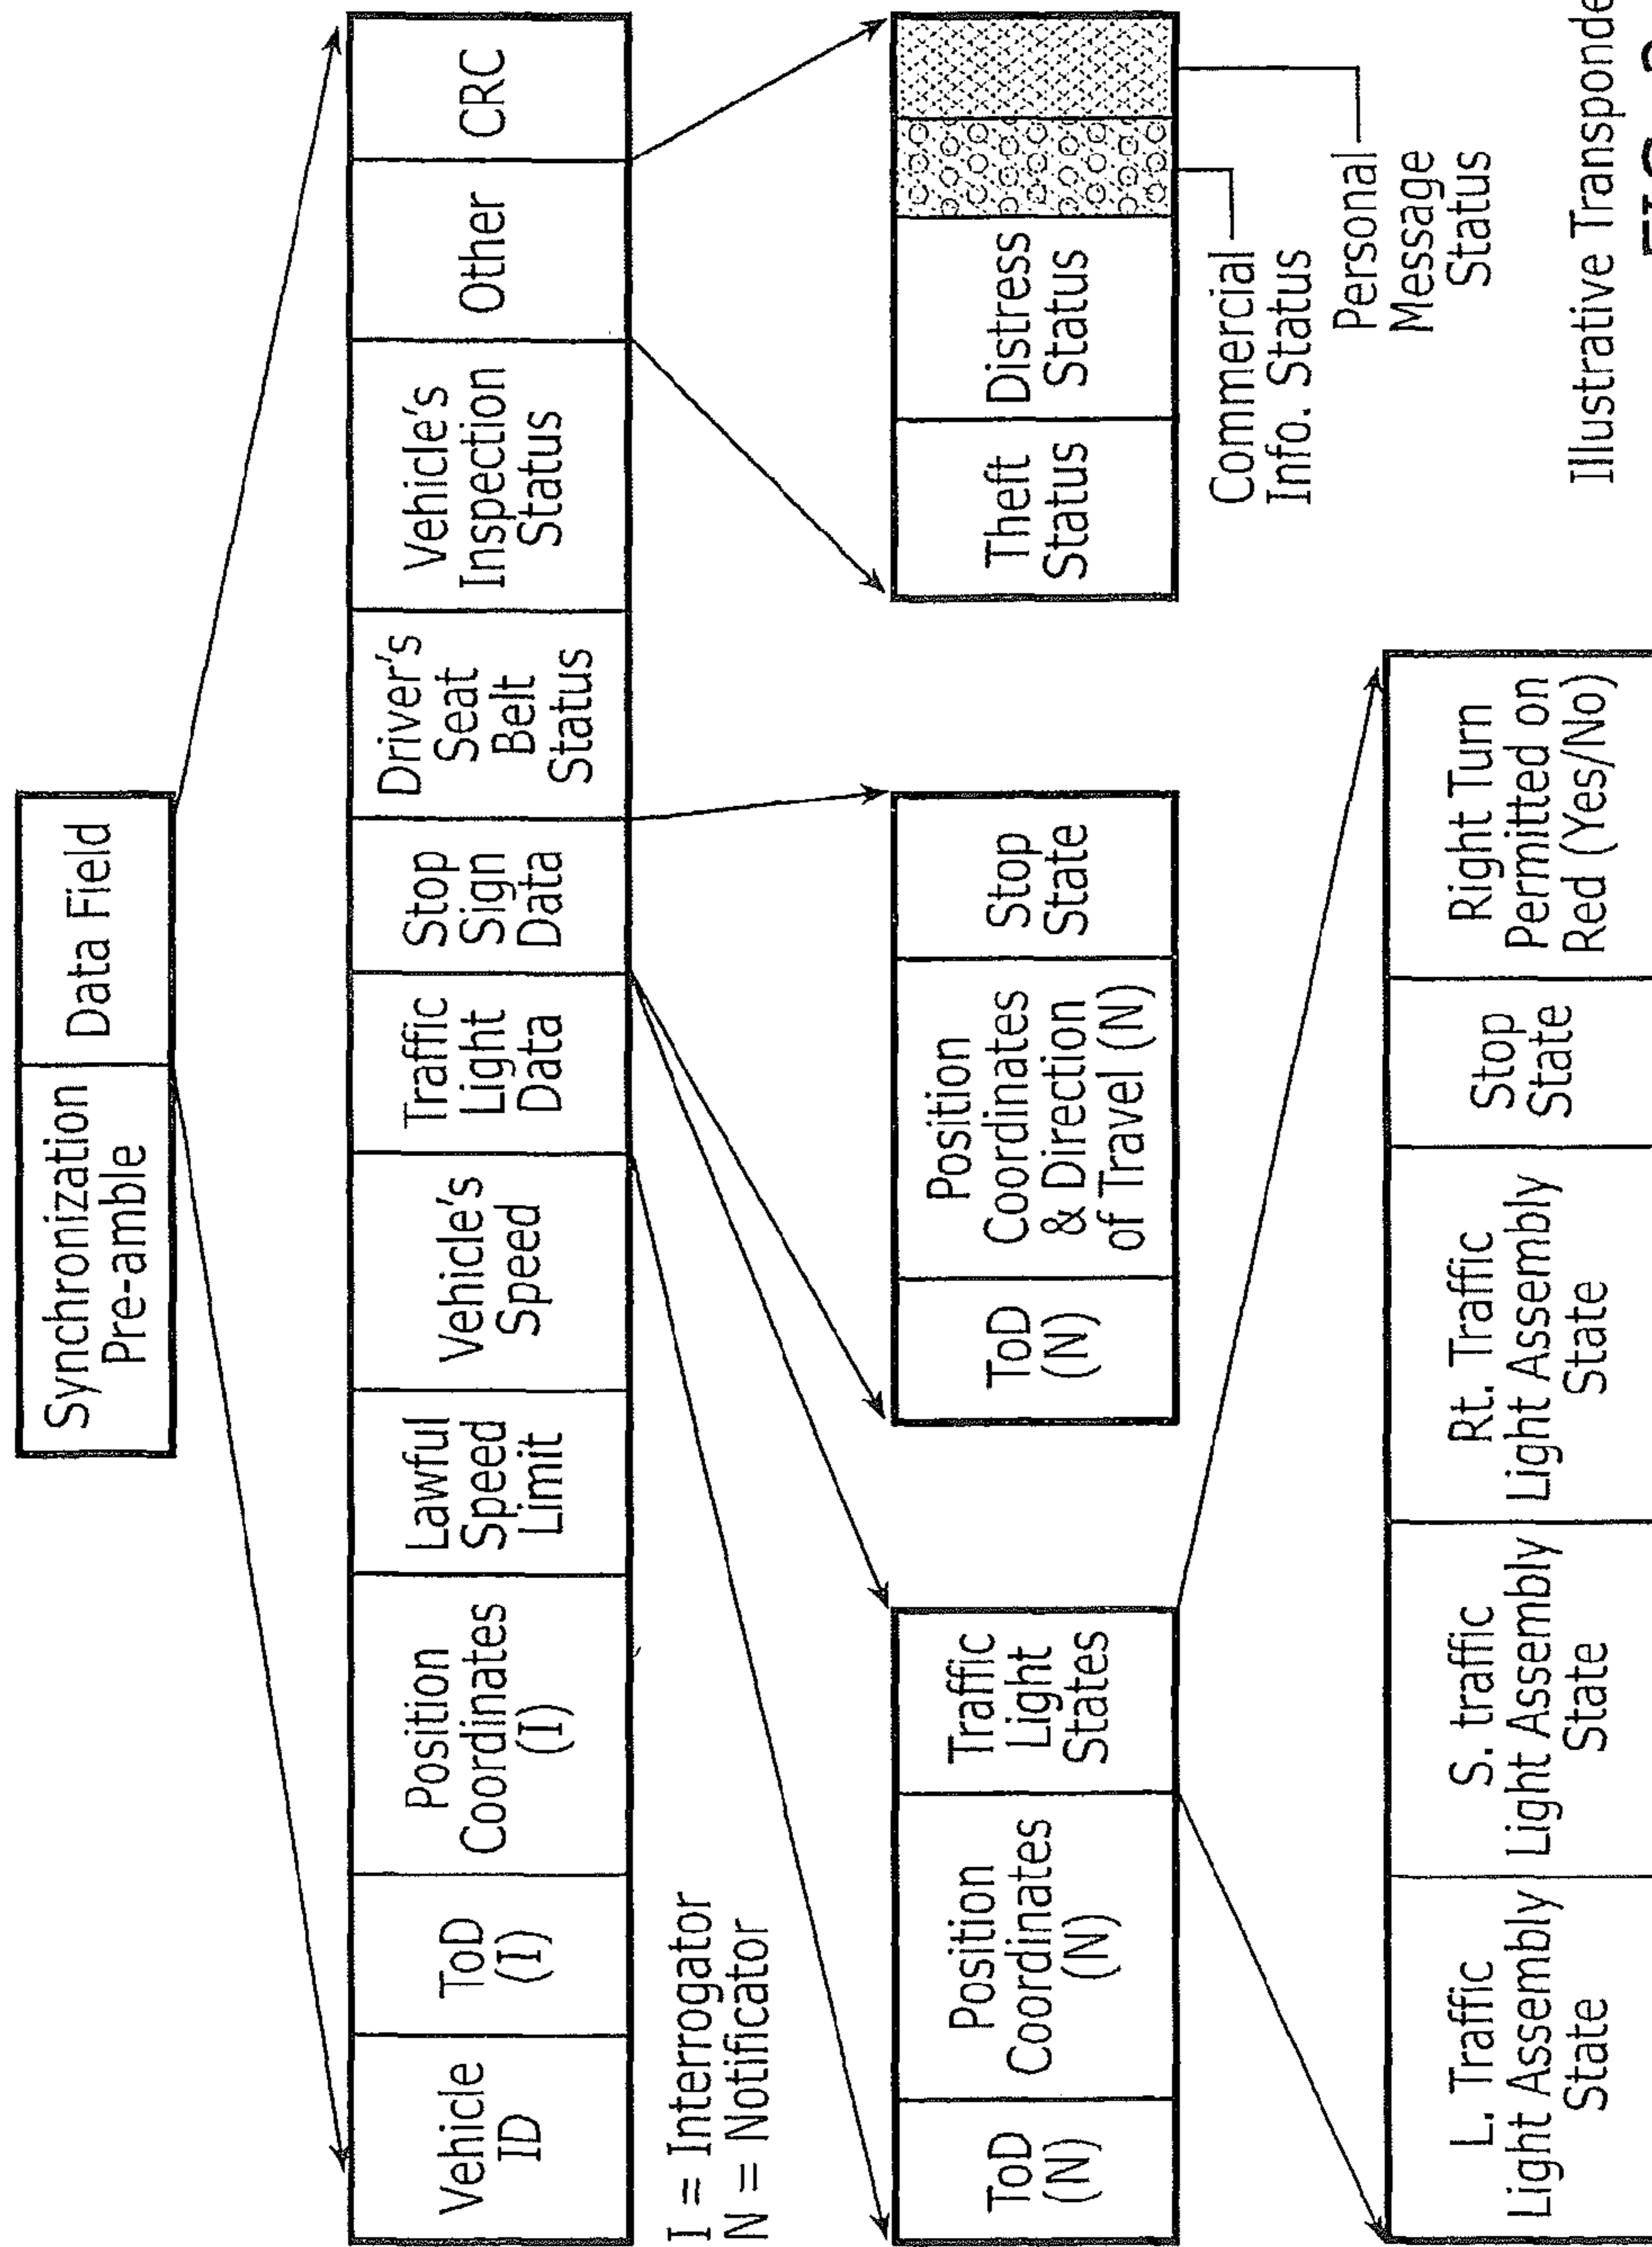 Synchronization
Pre-amble
Data Field
Vehicle
ID
ToD
(I)
Position
Coordinates
(I)
Lawful
Speed
Limit
Vehicle's
Speed
Traffic
Light
Data
Stop
Sign
Data
Driver's
Seat
Belt
Status
Vehicle's
Inspection
Status
Other
CRC
I = Interrogator
N = Notificator
ToD
(N)
Position
Coordinates
(N)
Traffic
Light
States
ToD
(N)
Position
Coordinates
& Direction
of Travel (N)
Stop
State
Theft
Status
Distress
Status
Commercial
Info. Status
Personal
Message
Status
L. Traffic
Light Assembly
State
S. traffic
Light Assembly
State
Rt. Traffic
Light Assembly
State
Stop
State
Right Turn
Permitted on
Red (Yes/No)
Illustrative